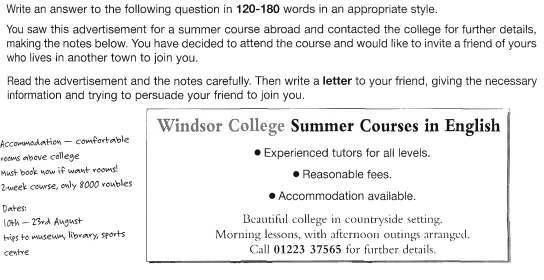 Write an answer to the following question in 120-180 words in an appropriate style.
You saw this advertisement for a summer course abroad and contacted the college for further details,
making the notes below. You have decided to attend the course and would like to invite a friend of yours
who lives in another town to join you.
Read the advertisement and the notes carefully. Then write a letter to your friend, giving the necessary
information and trying to persuade your friend to join you.
Accommodation – comfortable
rooms above college
Must book now if want rooms!
2-week course, only 8000 roubles
Dates:
10th – 23rd August
trips to museum, library, sports
centre
Windsor College Summer Courses in English
● Experienced tutors for all levels.
● Reasonable fees.
● Accommodation available.
Beautiful college in countryside setting.
Morning lessons, with afternoon outings arranged.
Call 01223 37565 for further details.